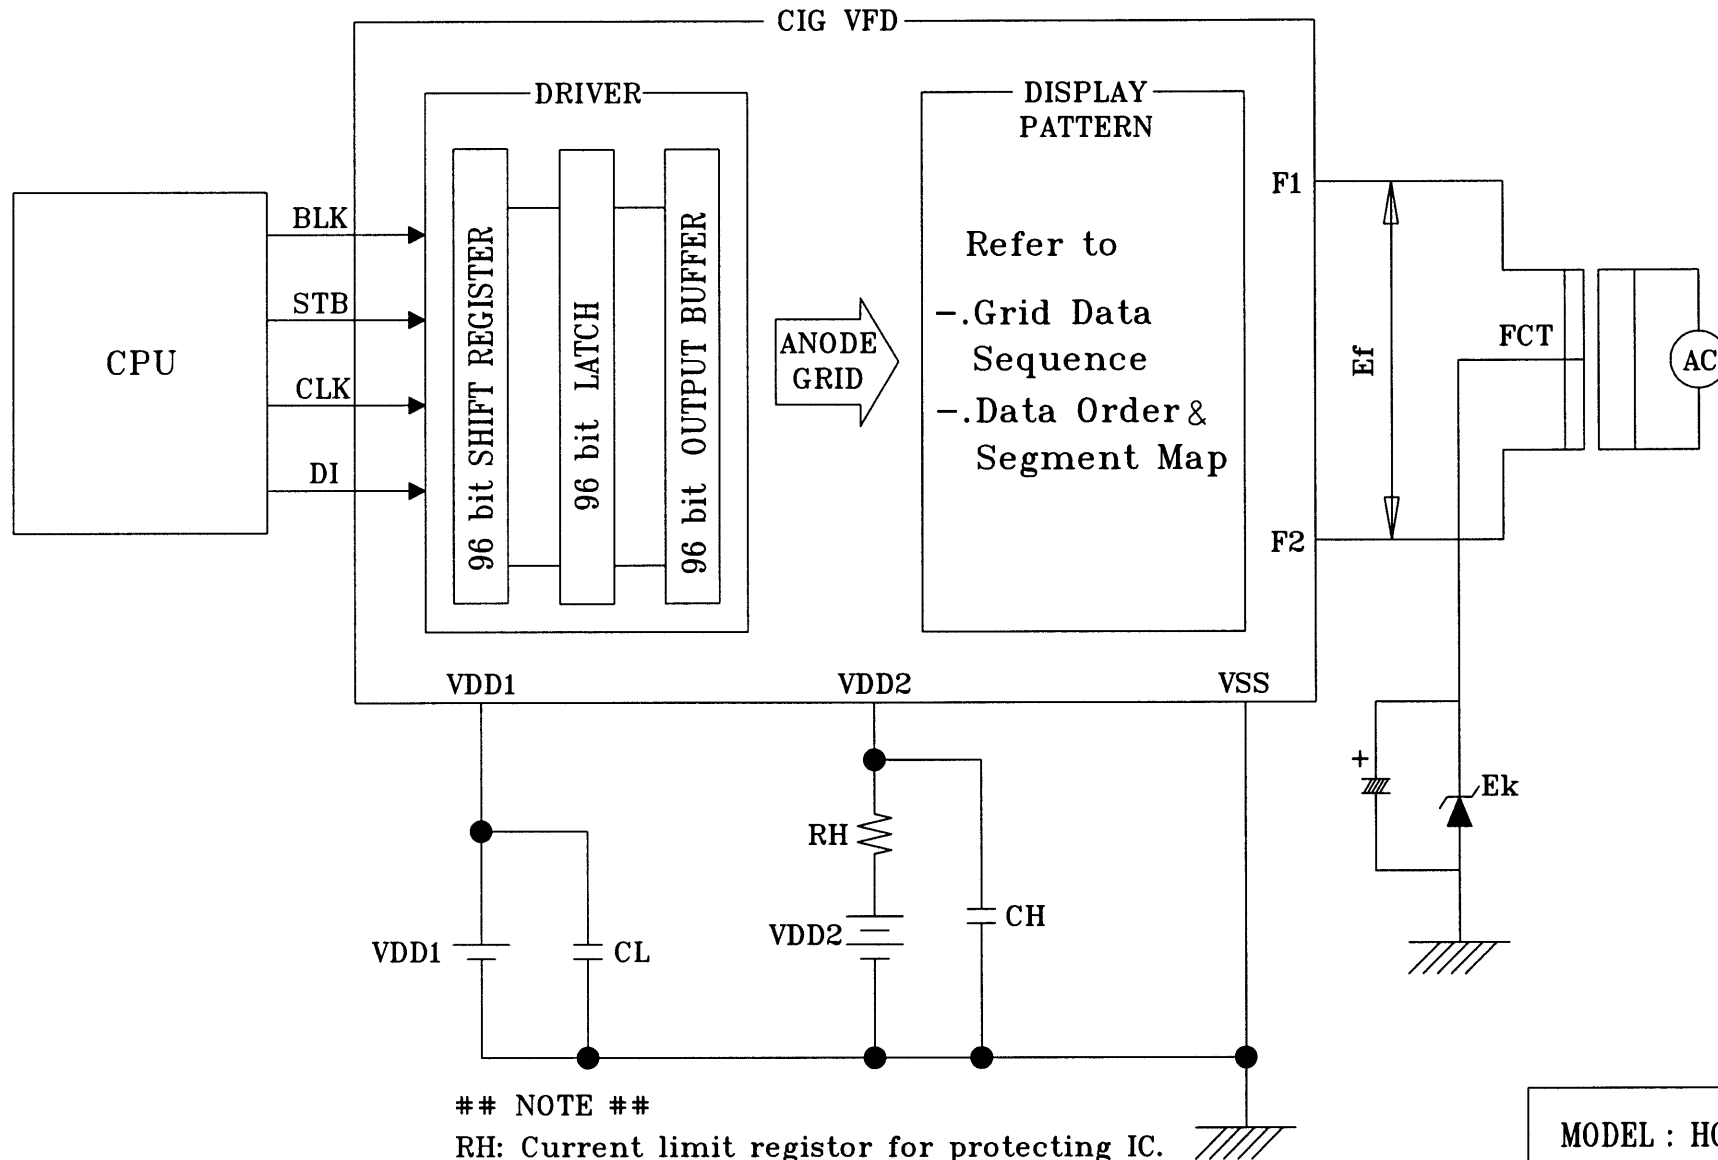 CIG VFD
DRIVER
DISPLAY
PATTERN
CPU
BLK
STB
CLK
DI
96 bit SHIFT REGISTER
96 bit LATCH
96 bit OUTPUT BUFFER
ANODE
GRID
Refer to
-.Grid Data
Sequence
-.Data Order &
Segment Map
F1
F2
Ef
FCT
AC
VDD1
VDD2
VSS
+
Ek
RH
VDD1
CL
VDD2
CH
## NOTE ##
RH: Current limit registor for protecting IC.
MODEL :